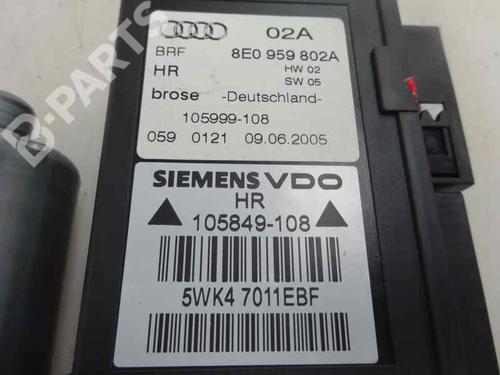 02A
BRF 8E0 959 802A
HR HW 02
SW 05
brose -Deutschland-
105999-108
059 0121 09.06.2005
SIEMENS VDO
HR
105849-108
5WK4 7011EBF
B-PARTS